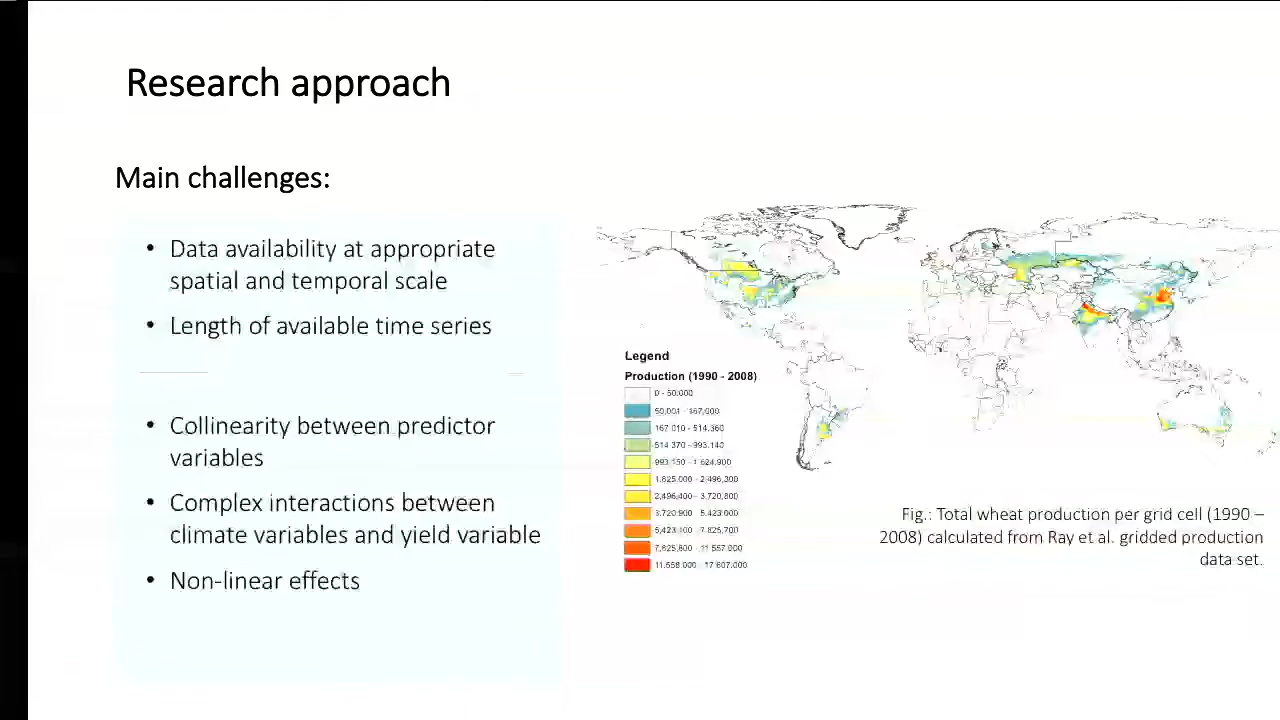 Research approach
Main challenges:
• Data availability at appropriate
spatial and temporal scale
• Length of available time series
• Collinearity between predictor
variables
• Complex interactions between
climate variables and yield variable
• Non-linear effects
Legend
Production (1990 - 2008)
0 - 50.000
50.001 - 167.000
167 010 - 514.360
514 370 - 993.140
993 150 - 1 624.900
1.625.000 - 2.496.300
2.496.400 - 3.720.800
3.720.900 - 5.423.000
5.423.100 - 7.625.700
7.625.800 - 11 557.000
11.558.000 - 17 607.000
Fig.: Total wheat production per grid cell (1990 –
2008) calculated from Ray et al. gridded production
data set.